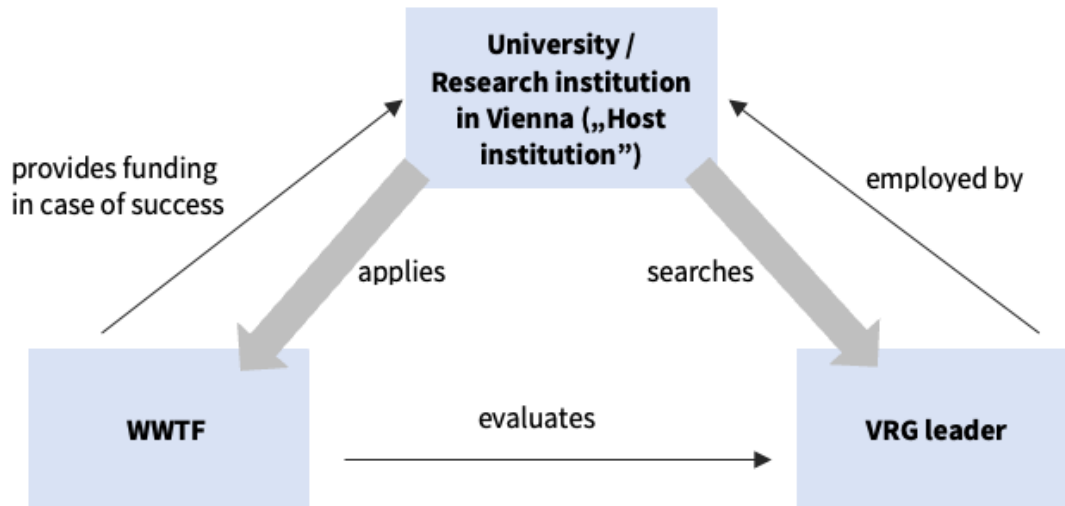 University /
Research institution
in Vienna („Host
institution”)
provides funding
in case of success
employed by
applies
searches
WWTF
evaluates
VRG leader